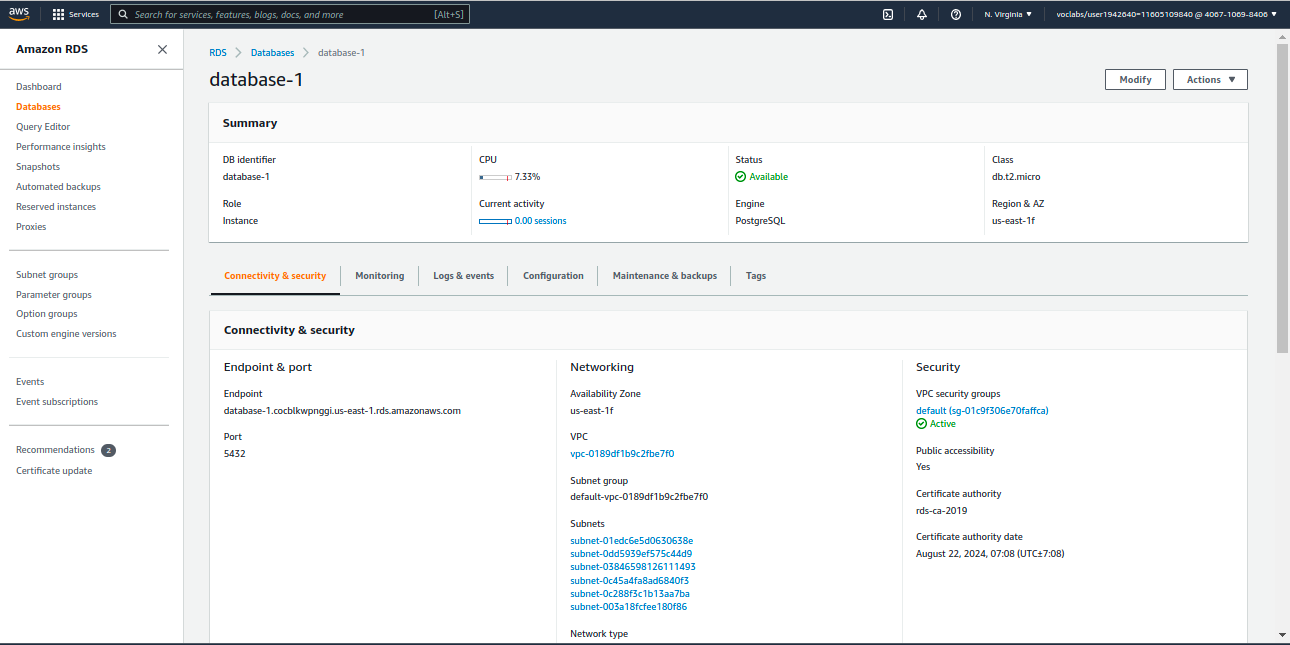 aws Services Search for services, features, blogs, docs, and more [Alt+S] N. Virginia ▼ voclabs/user1942640=11605109840 @ 4067-1069-8406 ▼
Amazon RDS
Dashboard
Databases
Query Editor
Performance insights
Snapshots
Automated backups
Reserved instances
Proxies
Subnet groups
Parameter groups
Option groups
Custom engine versions
Events
Event subscriptions
Recommendations 2
Certificate update
RDS > Databases > database-1
database-1
Modify Actions ▼
Summary
DB identifier
database-1
Role
Instance
CPU
7.33%
Current activity
0.00 sessions
Status
Available
Engine
PostgreSQL
Class
db.t2.micro
Region & AZ
us-east-1f
Connectivity & security Monitoring Logs & events Configuration Maintenance & backups Tags
Connectivity & security
Endpoint & port
Endpoint
database-1.cocblkwpnggi.us-east-1.rds.amazonaws.com
Port
5432
Networking
Availability Zone
us-east-1f
VPC
vpc-0189df1b9c2fbe7f0
Subnet group
default-vpc-0189df1b9c2fbe7f0
Subnets
subnet-01edc6e5d0630638e
subnet-0dd5939ef575c44d9
subnet-03846598126111493
subnet-0c45a4fa8ad6840f3
subnet-0c288f3c1b13aa7ba
subnet-003a18fcfee180f86
Network type
Security
VPC security groups
default (sg-01c9f306e70faffca)
Active
Public accessibility
Yes
Certificate authority
rds-ca-2019
Certificate authority date
August 22, 2024, 07:08 (UTC±7:08)